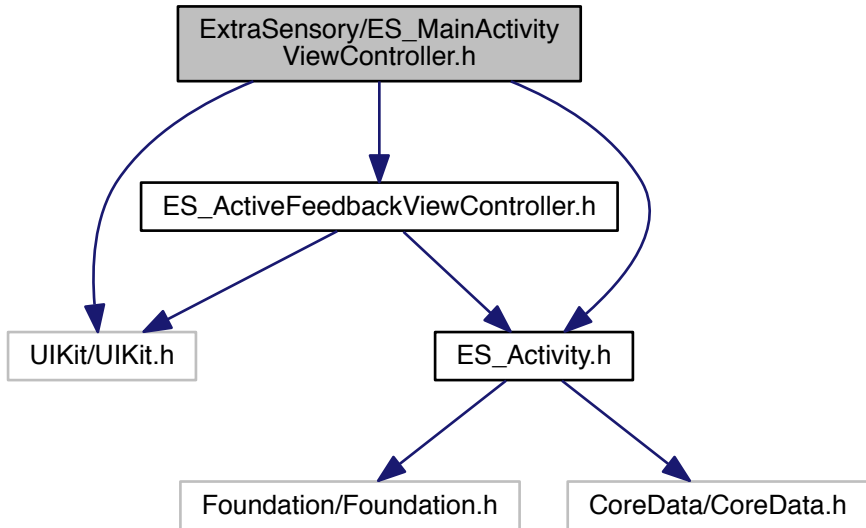 ExtraSensory/ES_MainActivity
ViewController.h
ES_ActiveFeedbackViewController.h
UIKit/UIKit.h
ES_Activity.h
Foundation/Foundation.h
CoreData/CoreData.h